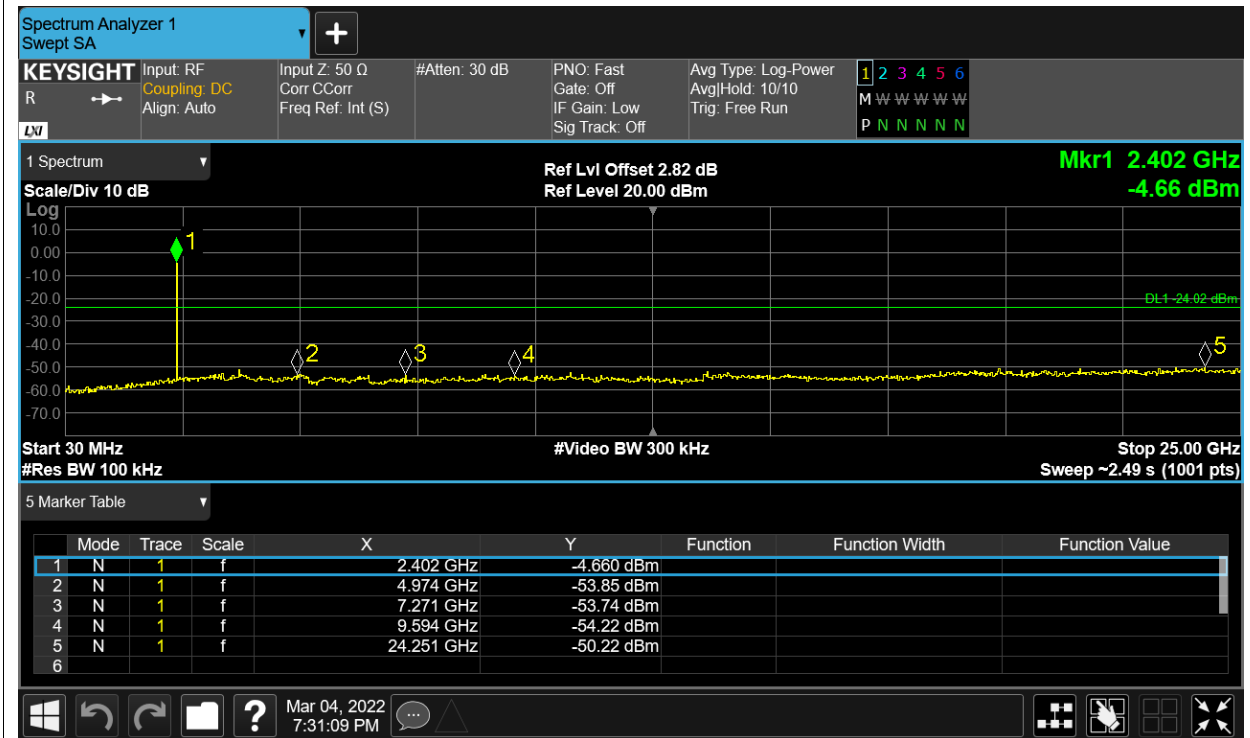 Spectrum Analyzer 1
Swept SA
+
KEYSIGHT
R
LXI
Input: RF
Coupling: DC
Align: Auto
Input Z: 50 Ω
Corr CCorr
Freq Ref: Int (S)
#Atten: 30 dB
PNO: Fast
Gate: Off
IF Gain: Low
Sig Track: Off
Avg Type: Log-Power
Avg|Hold: 10/10
Trig: Free Run
1 2 3 4 5 6
M W W W W W
P N N N N N
1 Spectrum
Scale/Div 10 dB
Ref Lvl Offset 2.82 dB
Ref Level 20.00 dBm
Mkr1 2.402 GHz
-4.66 dBm
Log
10.0
0.00
-10.0
-20.0
-30.0
-40.0
-50.0
-60.0
-70.0
1
2
3
4
5
DL1 -24.02 dBm
Start 30 MHz
#Video BW 300 kHz
Stop 25.00 GHz
#Res BW 100 kHz
Sweep ~2.49 s (1001 pts)
5 Marker Table
Mode Trace Scale X Y Function Function Width Function Value
1 N 1 f 2.402 GHz -4.660 dBm
2 N 1 f 4.974 GHz -53.85 dBm
3 N 1 f 7.271 GHz -53.74 dBm
4 N 1 f 9.594 GHz -54.22 dBm
5 N 1 f 24.251 GHz -50.22 dBm
6
?
Mar 04, 2022
7:31:09 PM